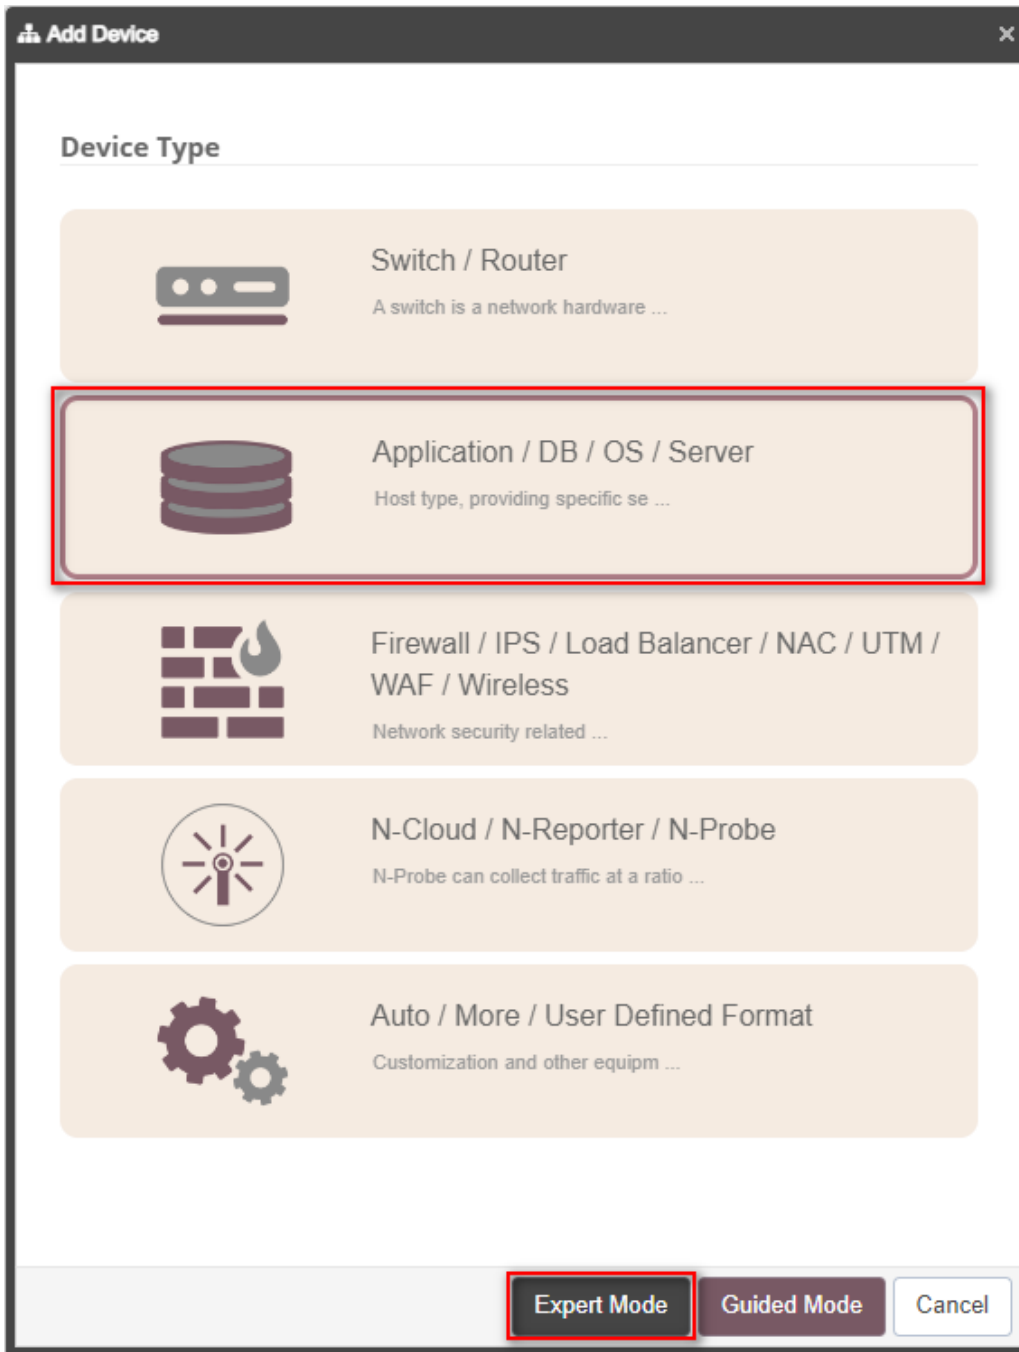 Add Device
×
Device Type
Switch / Router
A switch is a network hardware ...
Application / DB / OS / Server
Host type, providing specific se ...
Firewall / IPS / Load Balancer / NAC / UTM /
WAF / Wireless
Network security related ...
N-Cloud / N-Reporter / N-Probe
N-Probe can collect traffic at a ratio ...
Auto / More / User Defined Format
Customization and other equipm ...
Expert Mode
Guided Mode
Cancel